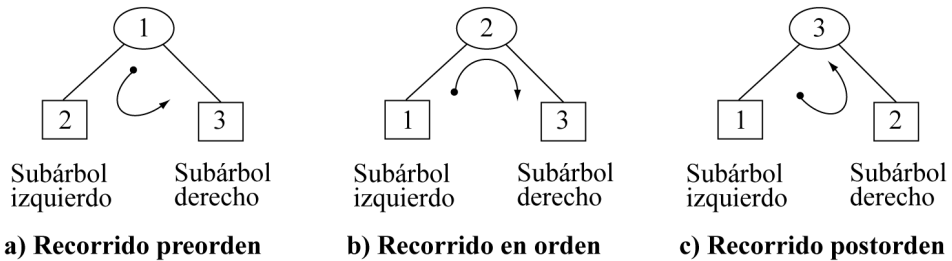 1
2
3
Subárbol
izquierdo
Subárbol
derecho
a) Recorrido preorden
2
1
3
Subárbol
izquierdo
Subárbol
derecho
b) Recorrido en orden
3
1
2
Subárbol
izquierdo
Subárbol
derecho
c) Recorrido postorden